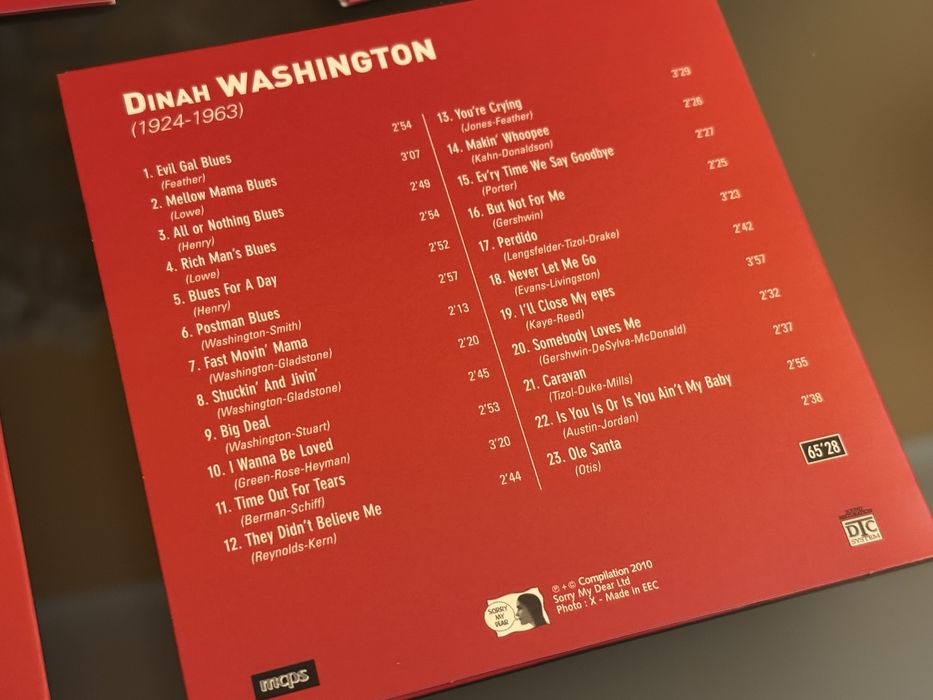 DINAH WASHINGTON
(1924-1963)
1. Evil Gal Blues 2'54
(Feather)
2. Mellow Mama Blues 3'07
(Lowe)
3. All or Nothing Blues 2'49
(Henry)
4. Rich Man's Blues 2'54
(Lowe)
5. Blues For A Day 2'52
(Henry)
6. Postman Blues 2'57
(Washington-Smith)
7. Fast Movin' Mama 2'13
(Washington-Gladstone)
8. Shuckin' And Jivin' 2'20
(Washington-Gladstone)
9. Big Deal 2'45
(Washington-Stuart)
10. I Wanna Be Loved 2'53
(Green-Rose-Heyman)
11. Time Out For Tears 3'20
(Berman-Schiff)
12. They Didn't Believe Me 2'44
(Reynolds-Kern)
13. You're Crying 3'29
(Jones-Feather)
14. Makin' Whoopee 2'26
(Kahn-Donaldson)
15. Ev'ry Time We Say Goodbye 2'27
(Porter)
16. But Not For Me 2'25
(Gershwin)
17. Perdido 3'23
(Lengsfelder-Tizol-Drake)
18. Never Let Me Go 2'42
(Evans-Livingston)
19. I'll Close My eyes 3'57
(Kaye-Reed)
20. Somebody Loves Me 2'32
(Gershwin-DeSylva-McDonald)
21. Caravan 2'37
(Tizol-Duke-Mills)
22. Is You Is Or Is You Ain't My Baby 2'55
(Austin-Jordan)
23. Ole Santa 2'38
(Otis)
65'28
DTC
SYSTEM
SORRY
MY
DEAR
℗ + © Compilation 2010
Sorry My Dear Ltd
Photo : X - Made in EEC
mcps